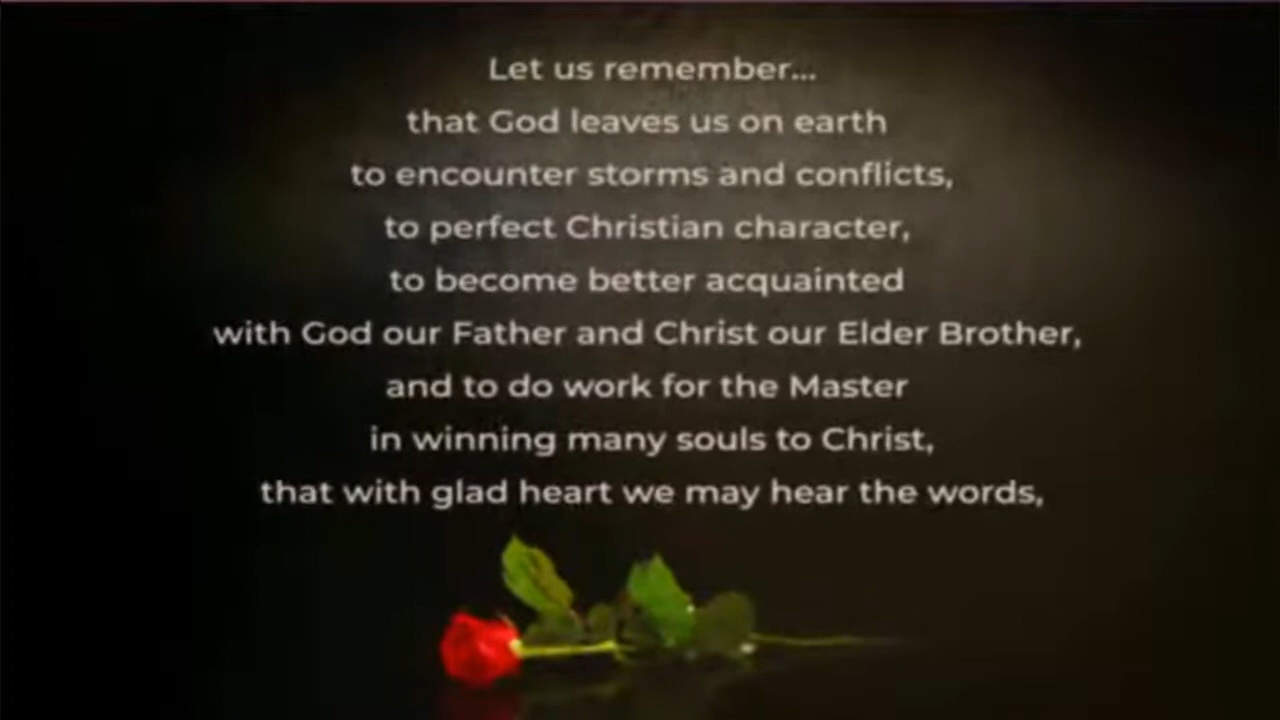 Let us remember...
that God leaves us on earth
to encounter storms and conflicts,
to perfect Christian character,
to become better acquainted
with God our Father and Christ our Elder Brother,
and to do work for the Master
in winning many souls to Christ,
that with glad heart we may hear the words,